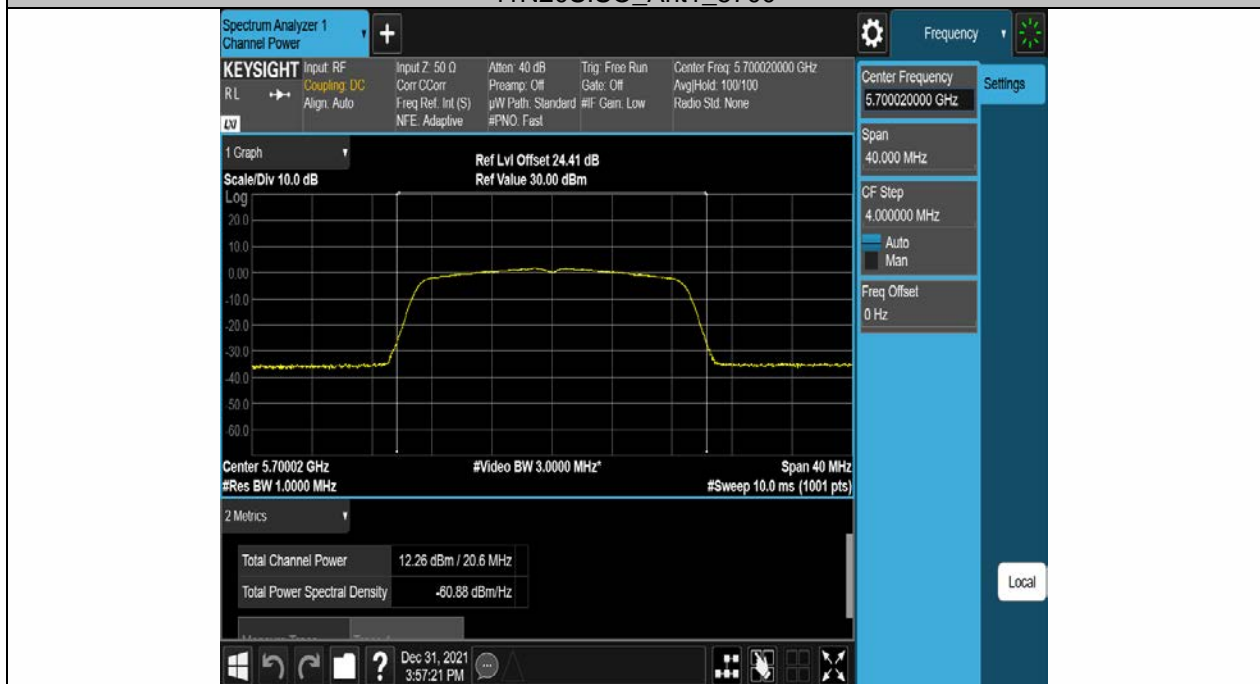 Spectrum Analyzer 1
Channel Power
Frequency
KEYSIGHT
RL
LXI
Input: RF
Coupling: DC
Align: Auto
Input Z: 50 Ω
Corr CCorr
Freq Ref: Int (S)
NFE: Adaptive
Atten: 40 dB
Preamp: Off
µW Path: Standard
#PNO: Fast
Trig: Free Run
Gate: Off
#IF Gain: Low
Center Freq: 5.700020000 GHz
Avg|Hold: 100/100
Radio Std: None
Center Frequency
5.700020000 GHz
Settings
Span
40.000 MHz
CF Step
4.000000 MHz
Auto
Man
Freq Offset
0 Hz
Local
1 Graph
Scale/Div 10.0 dB
Ref Lvl Offset 24.41 dB
Ref Value 30.00 dBm
Log
20.0
10.0
0.00
-10.0
-20.0
-30.0
-40.0
-50.0
-60.0
Center 5.70002 GHz
#Video BW 3.0000 MHz*
Span 40 MHz
#Res BW 1.0000 MHz
#Sweep 10.0 ms (1001 pts)
2 Metrics
Total Channel Power 12.26 dBm / 20.6 MHz
Total Power Spectral Density -60.88 dBm/Hz
?
Dec 31, 2021
3:57:21 PM